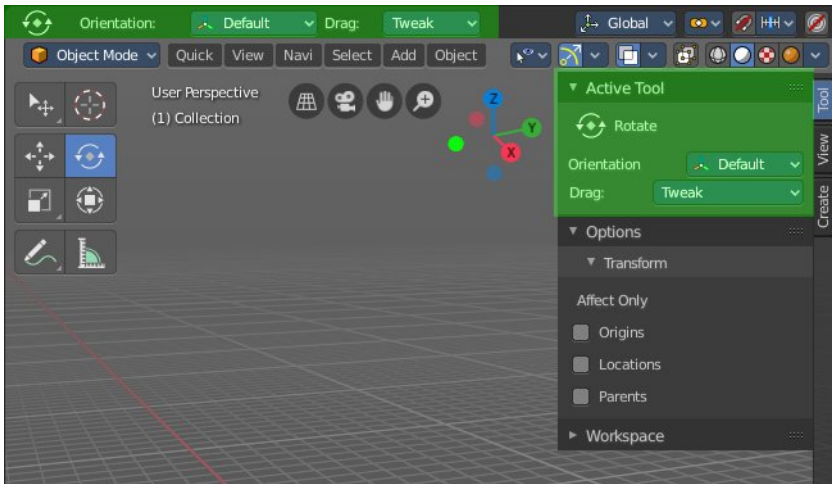 Orientation: Default Drag: Tweak Global
Object Mode Quick View Navi Select Add Object
User Perspective
(1) Collection
Z
Y
X
Active Tool
Rotate
Orientation Default
Drag: Tweak
Options
Transform
Affect Only
Origins
Locations
Parents
Workspace
Tool
View
Create